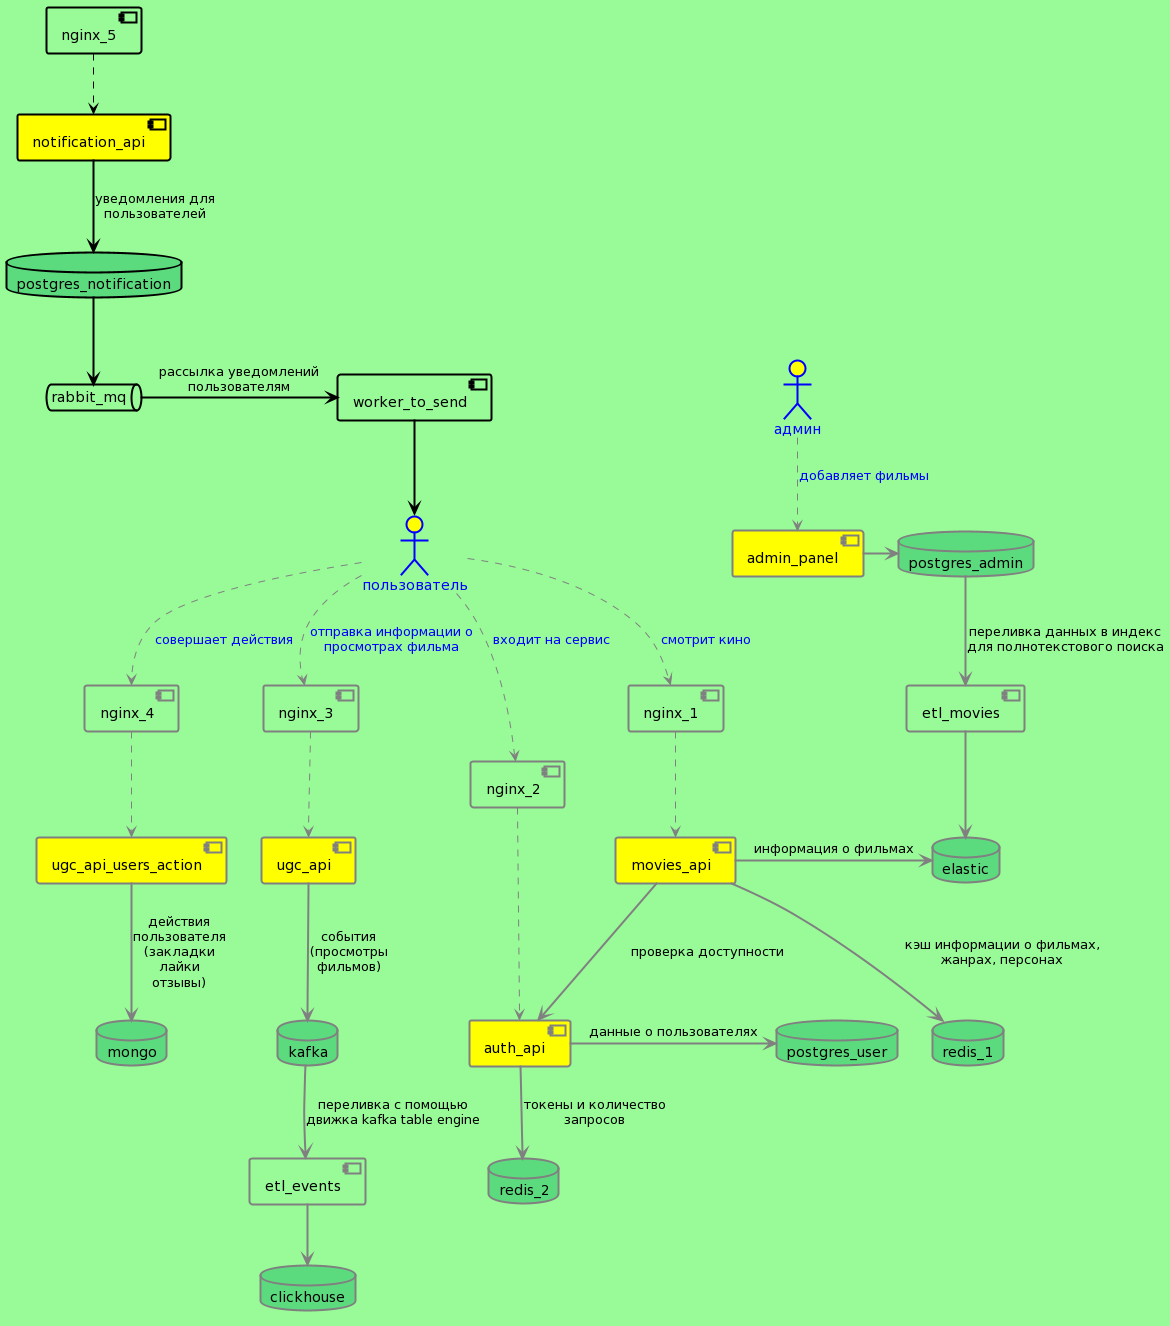 nginx_5
notification_api
уведомления для
пользователей
postgres_notification
rabbit_mq
рассылка уведомлений
пользователям
worker_to_send
админ
добавляет фильмы
admin_panel
postgres_admin
переливка данных в индекс
для полнотекстового поиска
etl_movies
пользователь
совершает действия
отправка информации о
просмотрах фильма
входит на сервис
смотрит кино
nginx_4
nginx_3
nginx_2
nginx_1
ugc_api_users_action
ugc_api
movies_api
информация о фильмах
elastic
действия
пользователя
(закладки
лайки
отзывы)
события
(просмотры
фильмов)
проверка доступности
кэш информации о фильмах,
жанрах, персонах
mongo
kafka
auth_api
данные о пользователях
postgres_user
redis_1
переливка с помощью
движка kafka table engine
токены и количество
запросов
etl_events
redis_2
clickhouse